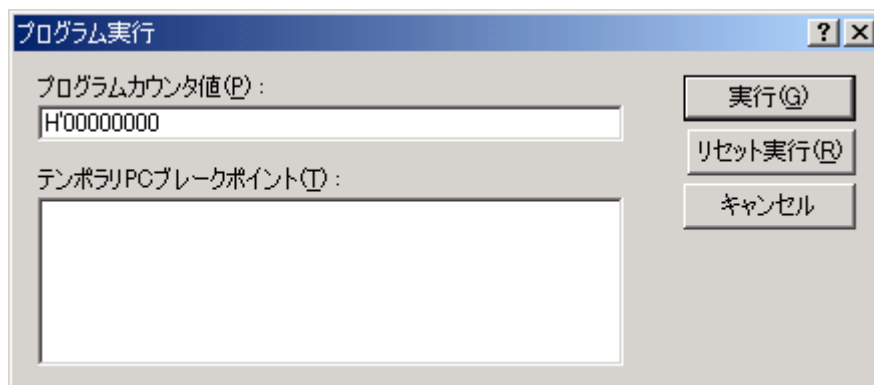 プログラム実行
プログラムカウンタ値(P):
H'00000000
テンポラリPCブレークポイント(T):
実行(G)
リセット実行(R)
キャンセル